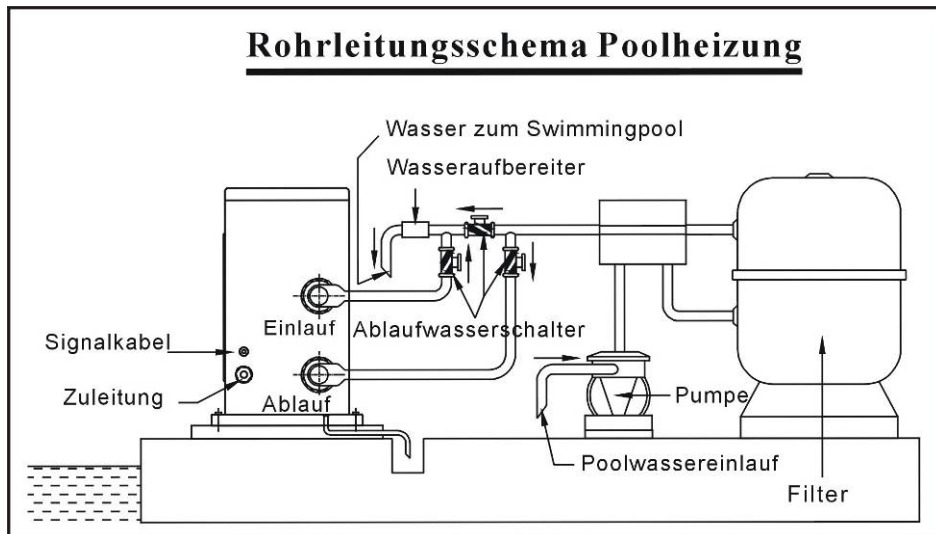 Rohrleitungsschema Poolheizung
Wasser zum Swimmingpool
Wasseraufbereiter
Einlauf
Ablaufwasserschalter
Signalkabel
Zuleitung
Ablauf
Pumpe
Poolwassereinlauf
Filter